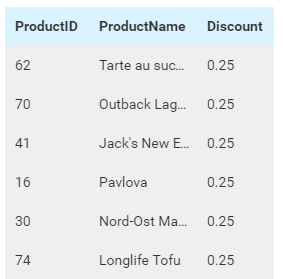 ProductID ProductName Discount
62 Tarte au suc... 0.25
70 Outback Lag... 0.25
41 Jack's New E... 0.25
16 Pavlova 0.25
30 Nord-Ost Ma... 0.25
74 Longlife Tofu 0.25